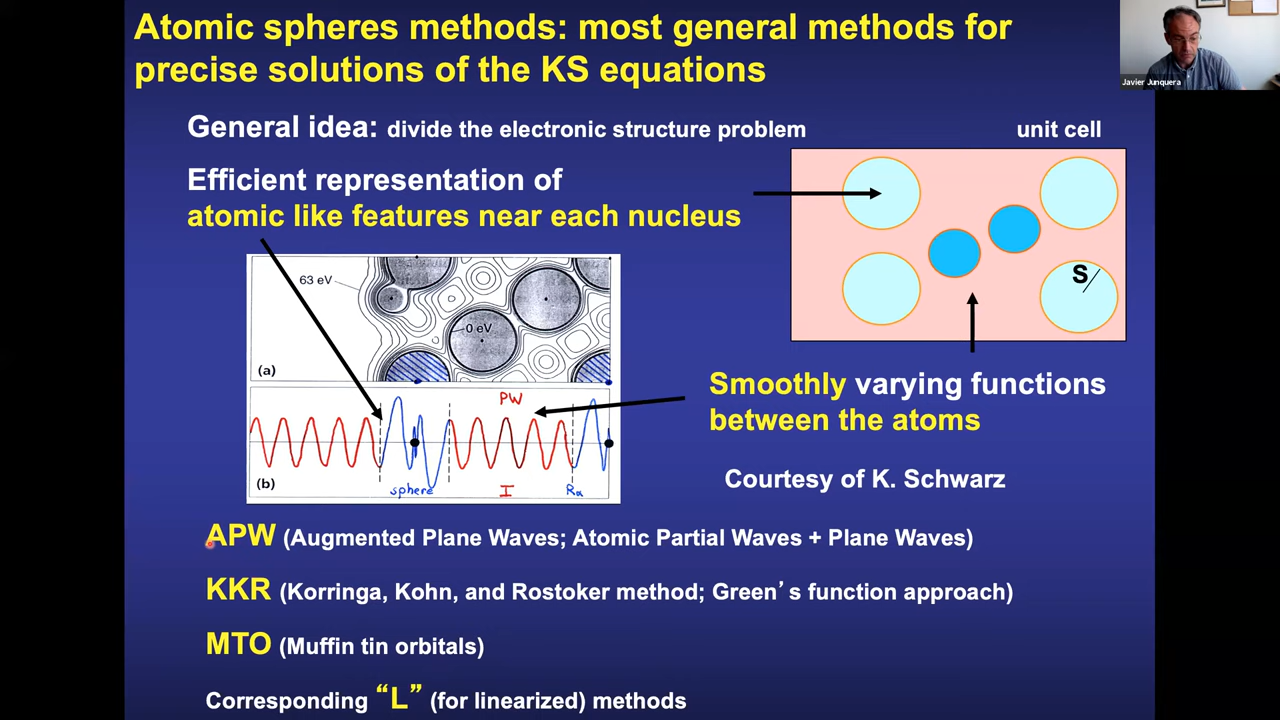 Atomic spheres methods: most general methods for
precise solutions of the KS equations
Javier Junquera
General idea: divide the electronic structure problem
unit cell
Efficient representation of
atomic like features near each nucleus
S
63 eV
0 eV
(a)
PW
(b)
sphere
I
Rα
Smoothly varying functions
between the atoms
Courtesy of K. Schwarz
APW (Augmented Plane Waves; Atomic Partial Waves + Plane Waves)
KKR (Korringa, Kohn, and Rostoker method; Green’s function approach)
MTO (Muffin tin orbitals)
Corresponding “L” (for linearized) methods